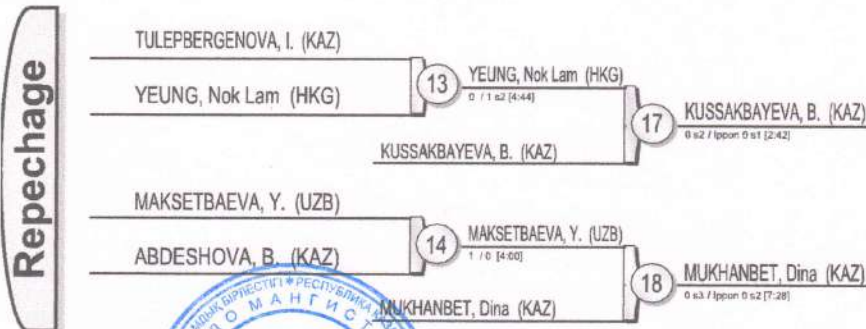 Repechage
TULEPBERGENOVA, I. (KAZ)
YEUNG, Nok Lam (HKG)
13
YEUNG, Nok Lam (HKG)
0 / 1 s2 [4:44]
KUSSAKBAYEVA, B. (KAZ)
17
KUSSAKBAYEVA, B. (KAZ)
0 s2 / Ippon 0 s1 [2:42]
MAKSETBAEVA, Y. (UZB)
ABDESHOVA, B. (KAZ)
14
MAKSETBAEVA, Y. (UZB)
1 / 0 [4:00]
MUKHANBET, Dina (KAZ)
18
MUKHANBET, Dina (KAZ)
0 s3 / Ippon 0 s2 [7:28]
БІРЛЕСТІГІ * РЕСПУБЛИКА